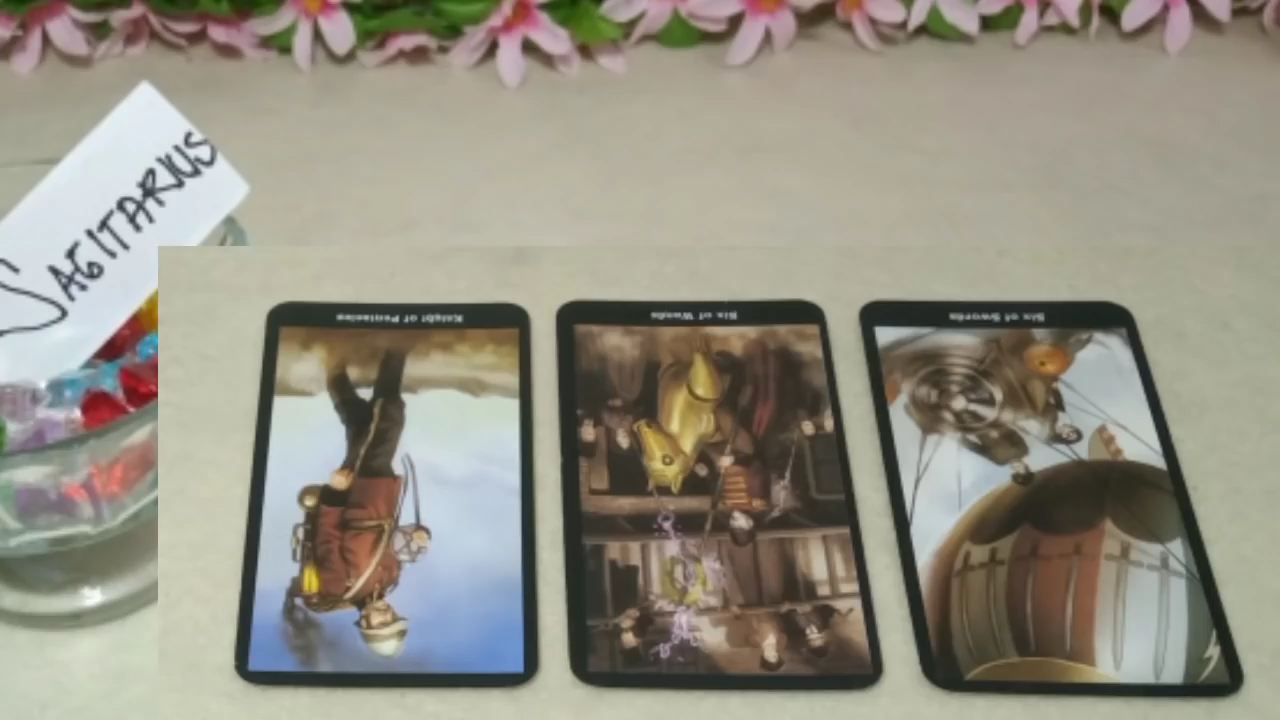 SAGITARIUS
Knight of Pentacles
Six of Wands
Six of Swords